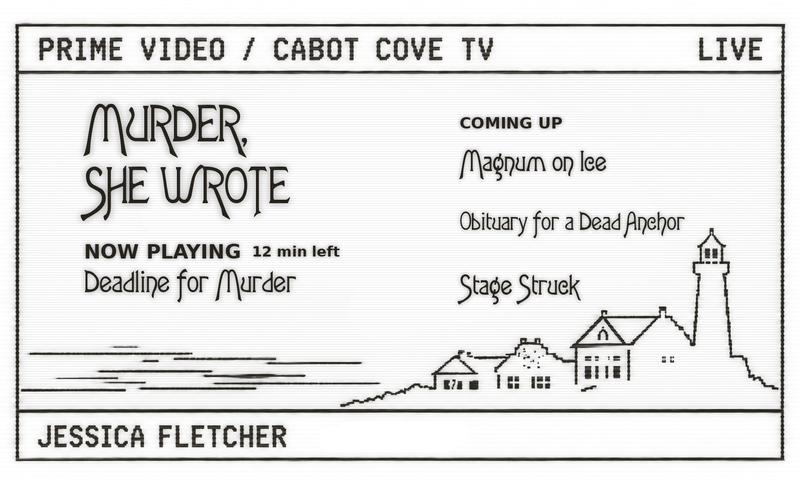 PRIME VIDEO / CABOT COVE TV
LIVE
MURDER,
SHE WROTE
NOW PLAYING 12 min left
Deadline for Murder
COMING UP
Magnum on Ice
Obituary for a Dead Anchor
Stage Struck
JESSICA FLETCHER